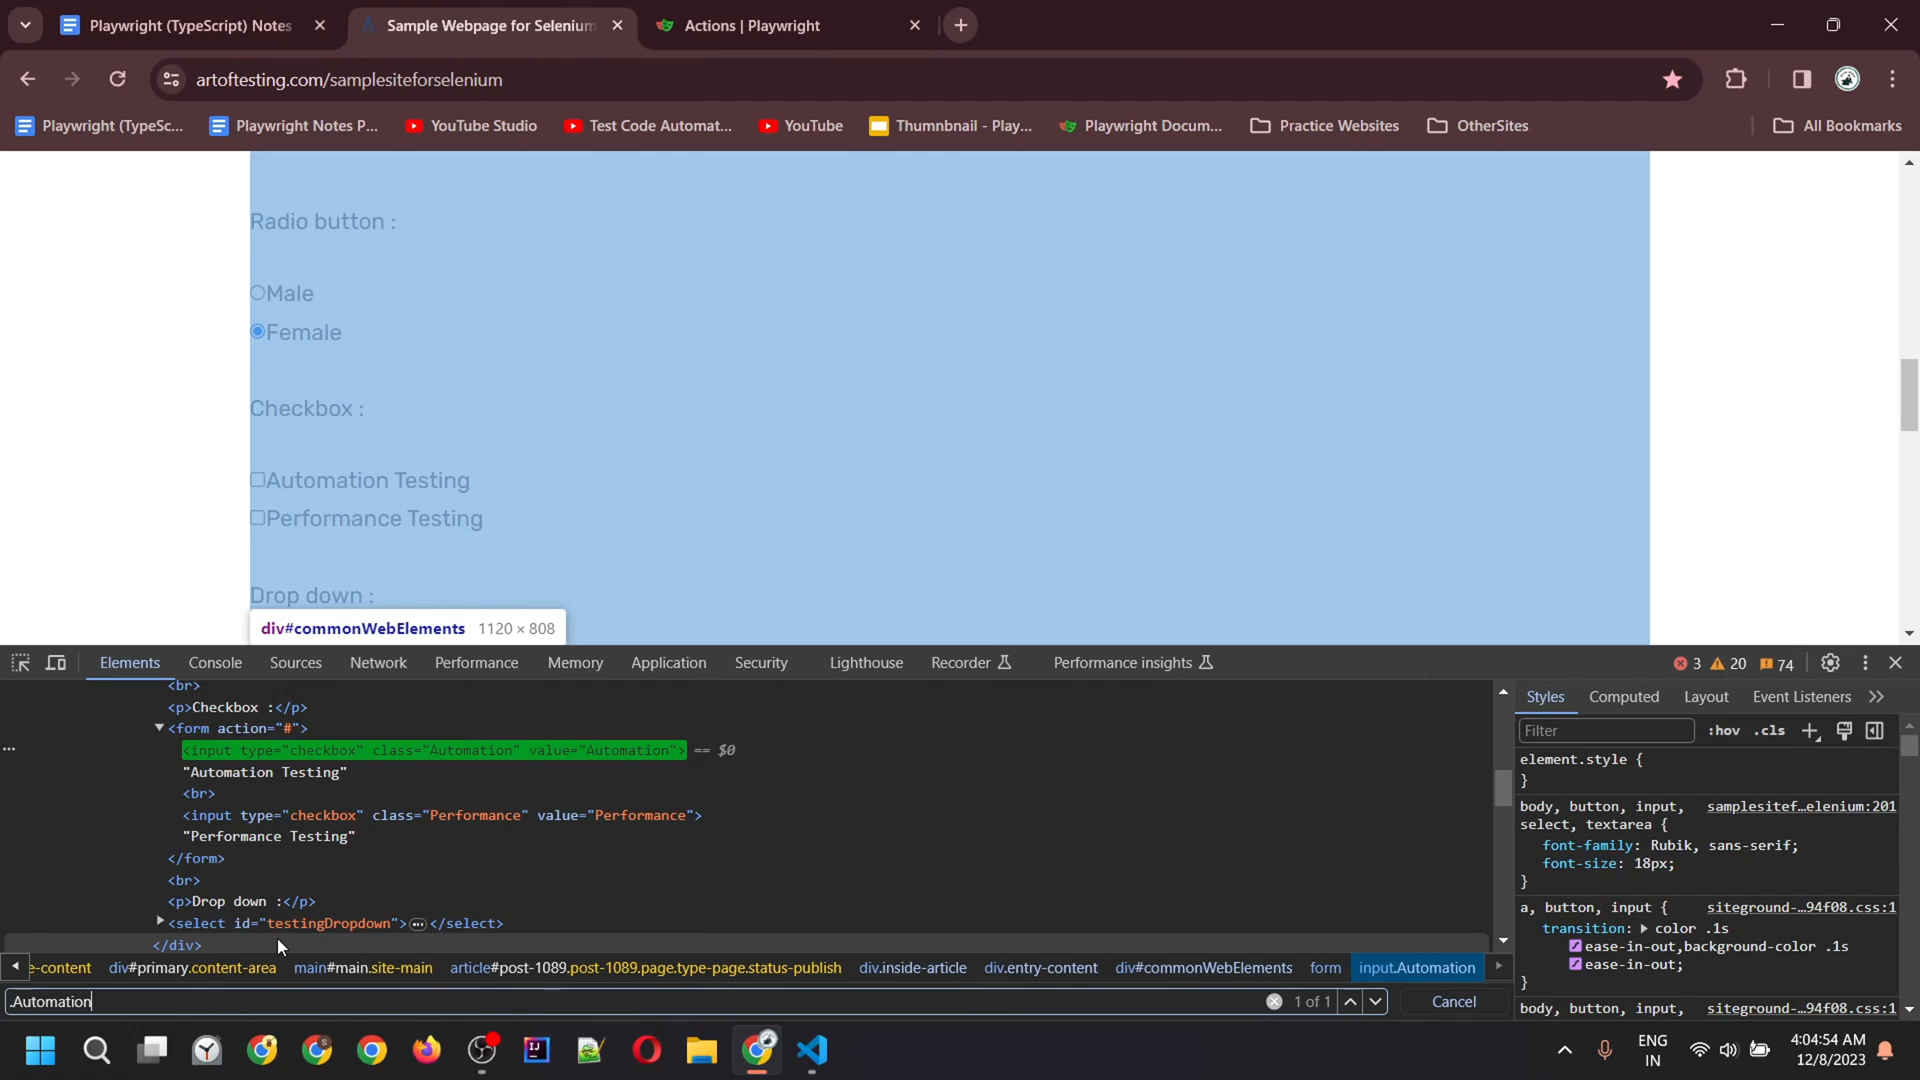 Playwright (TypeScript) Notes
Sample Webpage for Selenium
Actions | Playwright
artoftesting.com/samplesiteforselenium
Playwright (TypeSc...
Playwright Notes P...
YouTube Studio
Test Code Automat...
YouTube
Thumnbnail - Play...
Playwright Docum...
Practice Websites
OtherSites
All Bookmarks
Radio button :
Male
Female
Checkbox :
Automation Testing
Performance Testing
Drop down :
div#commonWebElements 1120 × 808
Elements Console Sources Network Performance Memory Application Security Lighthouse Recorder Performance insights 3 20 74
<br>
<p>Checkbox :</p>
<form action="#">
<input type="checkbox" class="Automation" value="Automation"> == $0
"Automation Testing"
<br>
<input type="checkbox" class="Performance" value="Performance">
"Performance Testing"
</form>
<br>
<p>Drop down :</p>
<select id="testingDropdown">…</select>
</div>
e-content div#primary.content-area main#main.site-main article#post-1089.post-1089.page.type-page.status-publish div.inside-article div.entry-content div#commonWebElements form input.Automation
.Automation 1 of 1 Cancel
Styles Computed Layout Event Listeners
Filter :hov .cls
element.style {
}
body, button, input, samplesitef…elenium:201
select, textarea {
font-family: Rubik, sans-serif;
font-size: 18px;
}
a, button, input { siteground-…94f08.css:1
transition: color .1s
ease-in-out,background-color .1s
ease-in-out;
}
body, button, input, siteground-…94f08.css:1
ENG
IN
4:04:54 AM
12/8/2023